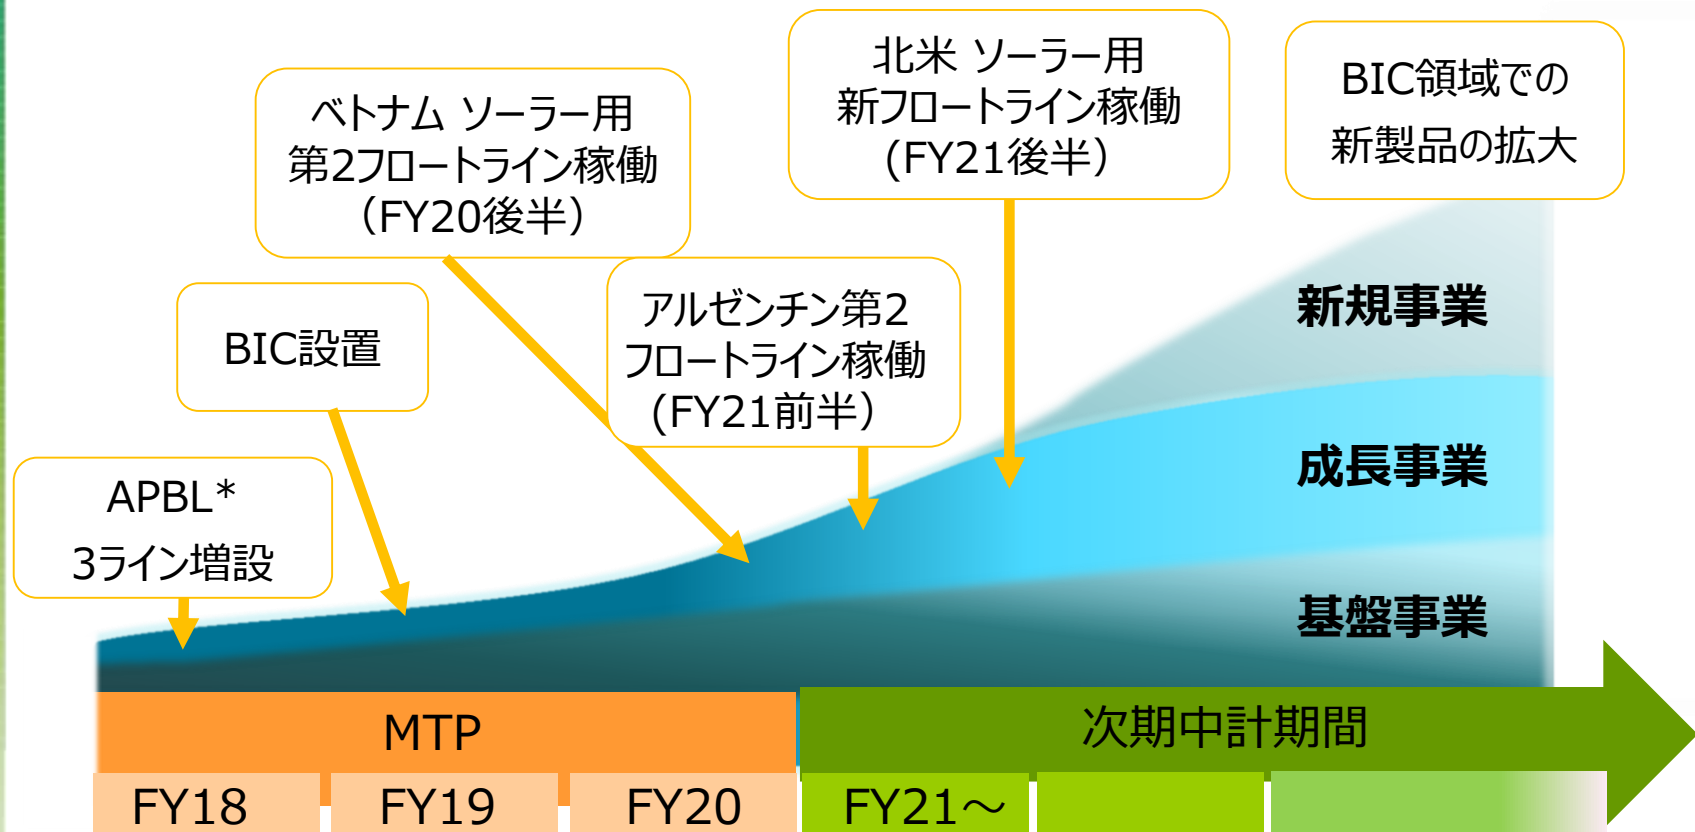 北米 ソーラー用
新フロートライン稼働
(FY21後半）
BIC領域での
新製品の拡大
ベトナム ソーラー用
第2フロートライン稼働
（FY20後半）
アルゼンチン第2
フロートライン稼働
(FY21前半）
BIC設置
APBL*
3ライン増設
新規事業
成長事業
基盤事業
MTP
次期中計期間
FY18
FY19
FY20
FY21～